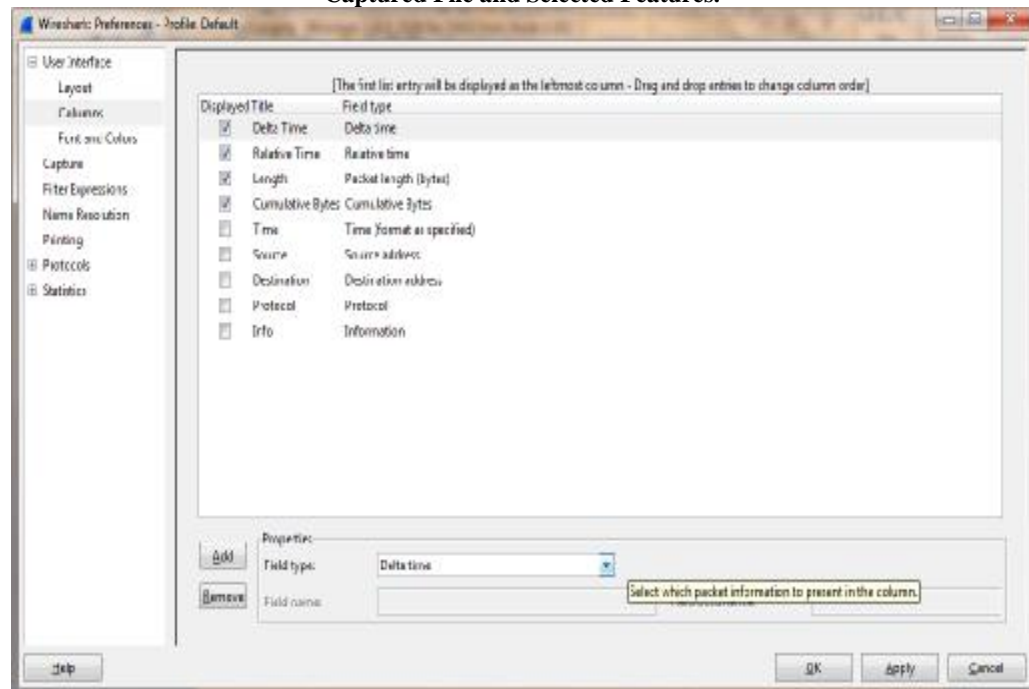 Captured File and Selected Features.
Wireshark Preferences - Profile: Default
User Interface
Layout
Columns
Font and Colors
Capture
Filter Expressions
Name Resolution
Printing
Protocols
Statistics
[The first list entry will be displayed as the leftmost column - Drag and drop entries to change column order]
Displayed Title Field type
Delta Time Delta time
Relative Time Relative time
Length Packet length (bytes)
Cumulative Bytes Cumulative Bytes
Time Time (format as specified)
Source Source address
Destination Destination address
Protocol Protocol
Info Information
Properties
Add
Field type: Delta time
Select which packet information to present in the column.
Remove
Field name:
Help
OK
Apply
Cancel